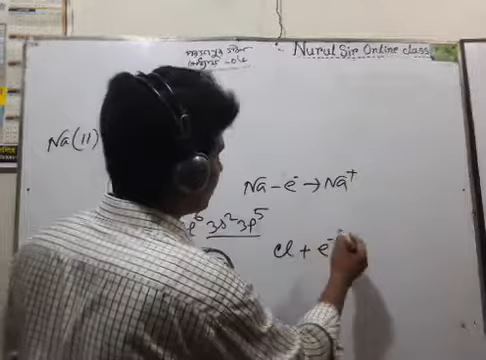 Nurul Sir Online class
Na(11)
Na - e⁻ → Na⁺
3s² 3p⁵
Cl + e⁻